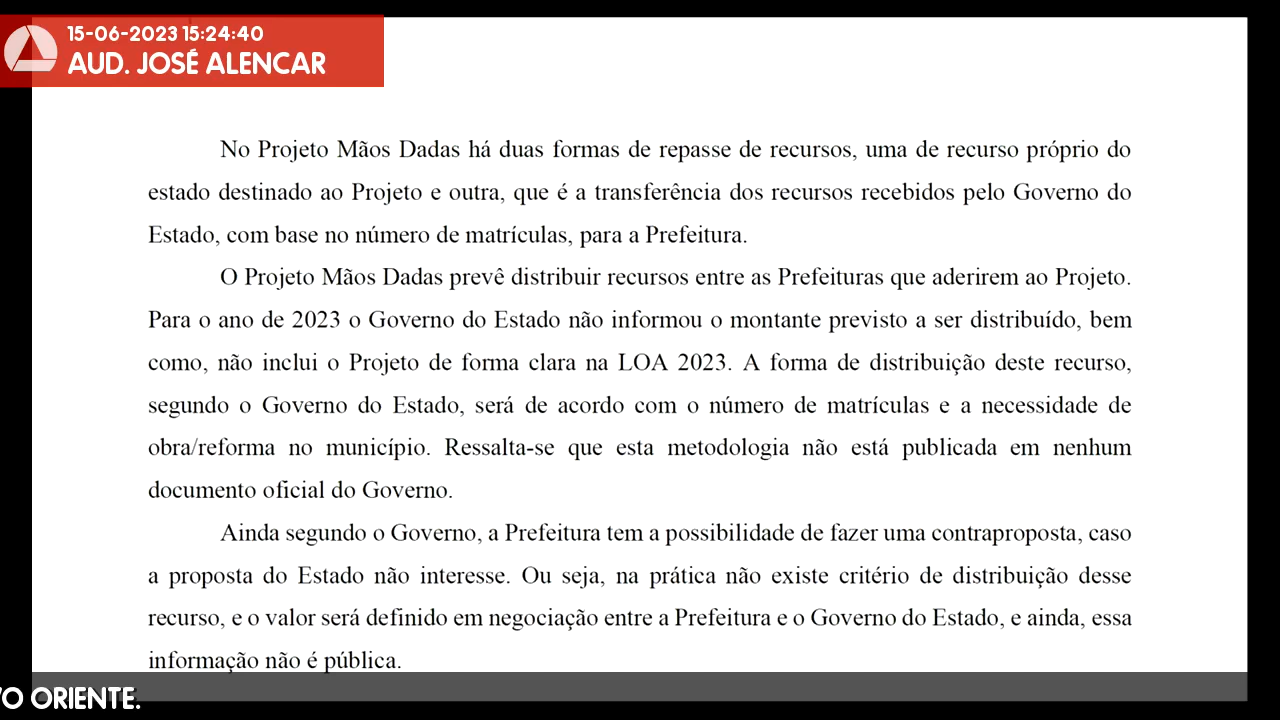 15-06-2023 15:24:40
AUD. JOSÉ ALENCAR
No Projeto Mãos Dadas há duas formas de repasse de recursos, uma de recurso próprio do
estado destinado ao Projeto e outra, que é a transferência dos recursos recebidos pelo Governo do
Estado, com base no número de matrículas, para a Prefeitura.
O Projeto Mãos Dadas prevê distribuir recursos entre as Prefeituras que aderirem ao Projeto.
Para o ano de 2023 o Governo do Estado não informou o montante previsto a ser distribuído, bem
como, não inclui o Projeto de forma clara na LOA 2023. A forma de distribuição deste recurso,
segundo o Governo do Estado, será de acordo com o número de matrículas e a necessidade de
obra/reforma no município. Ressalta-se que esta metodologia não está publicada em nenhum
documento oficial do Governo.
Ainda segundo o Governo, a Prefeitura tem a possibilidade de fazer uma contraproposta, caso
a proposta do Estado não interesse. Ou seja, na prática não existe critério de distribuição desse
recurso, e o valor será definido em negociação entre a Prefeitura e o Governo do Estado, e ainda, essa
informação não é pública.
ORIENTE.